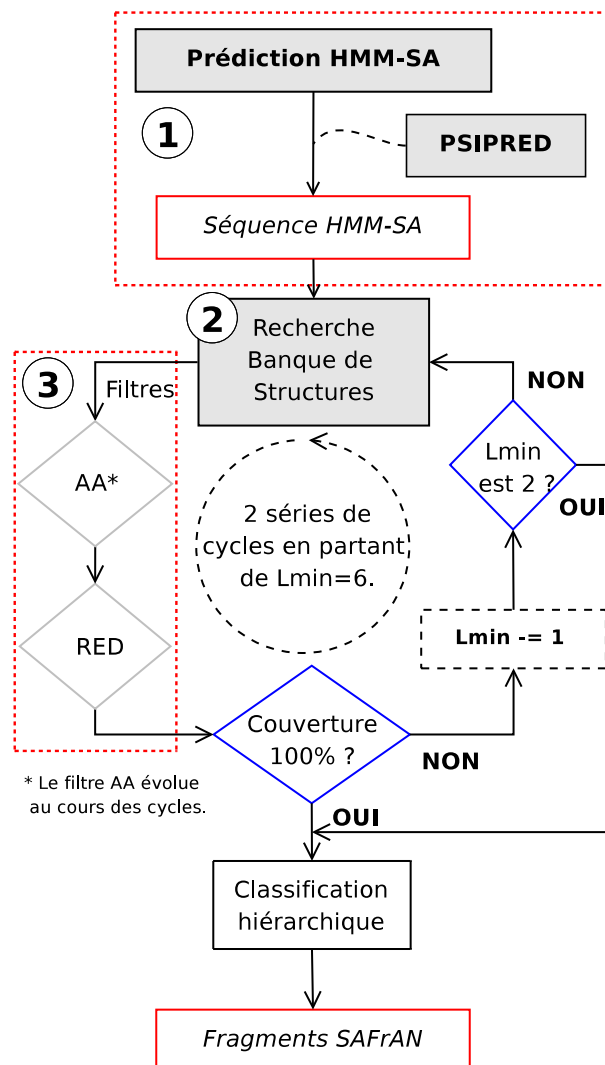 Prédiction HMM-SA
1
PSIPRED
Séquence HMM-SA
2
Recherche
Banque de
Structures
3
Filtres
NON
AA*
Lmin
est 2 ?
OUI
2 séries de
cycles en partant
de Lmin=6.
RED
Lmin -= 1
Couverture
100% ?
NON
* Le filtre AA évolue
au cours des cycles.
OUI
Classification
hiérarchique
Fragments SAFrAN